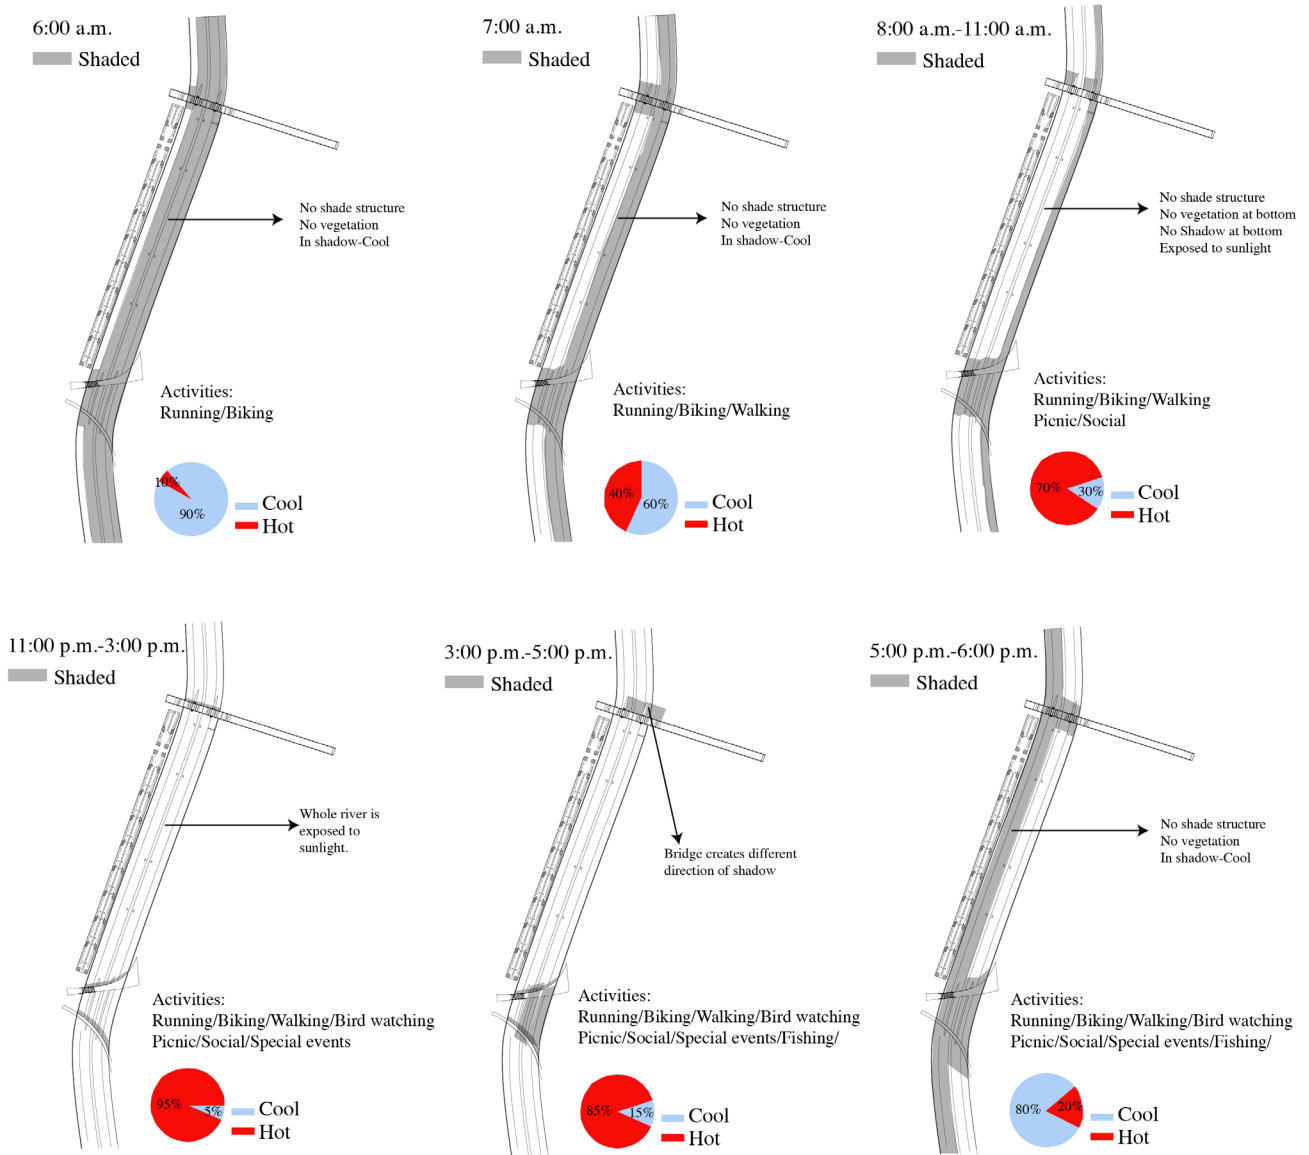 6:00 a.m.
Shaded
No shade structure
No vegetation
In shadow-Cool
Activities:
Running/Biking
10%
90%
Cool
Hot
7:00 a.m.
Shaded
No shade structure
No vegetation
In shadow-Cool
Activities:
Running/Biking/Walking
40%
60%
Cool
Hot
8:00 a.m.-11:00 a.m.
Shaded
No shade structure
No vegetation at bottom
No Shadow at bottom
Exposed to sunlight
Activities:
Running/Biking/Walking
Picnic/Social
70%
30%
Cool
Hot
11:00 p.m.-3:00 p.m.
Shaded
Whole river is
exposed to
sunlight.
Activities:
Running/Biking/Walking/Bird watching
Picnic/Social/Special events
95%
5%
Cool
Hot
3:00 p.m.-5:00 p.m.
Shaded
Bridge creates different
direction of shadow
Activities:
Running/Biking/Walking/Bird watching
Picnic/Social/Special events/Fishing/
85%
15%
Cool
Hot
5:00 p.m.-6:00 p.m.
Shaded
No shade structure
No vegetation
In shadow-Cool
Activities:
Running/Biking/Walking/Bird watching
Picnic/Social/Special events/Fishing/
80%
20%
Cool
Hot